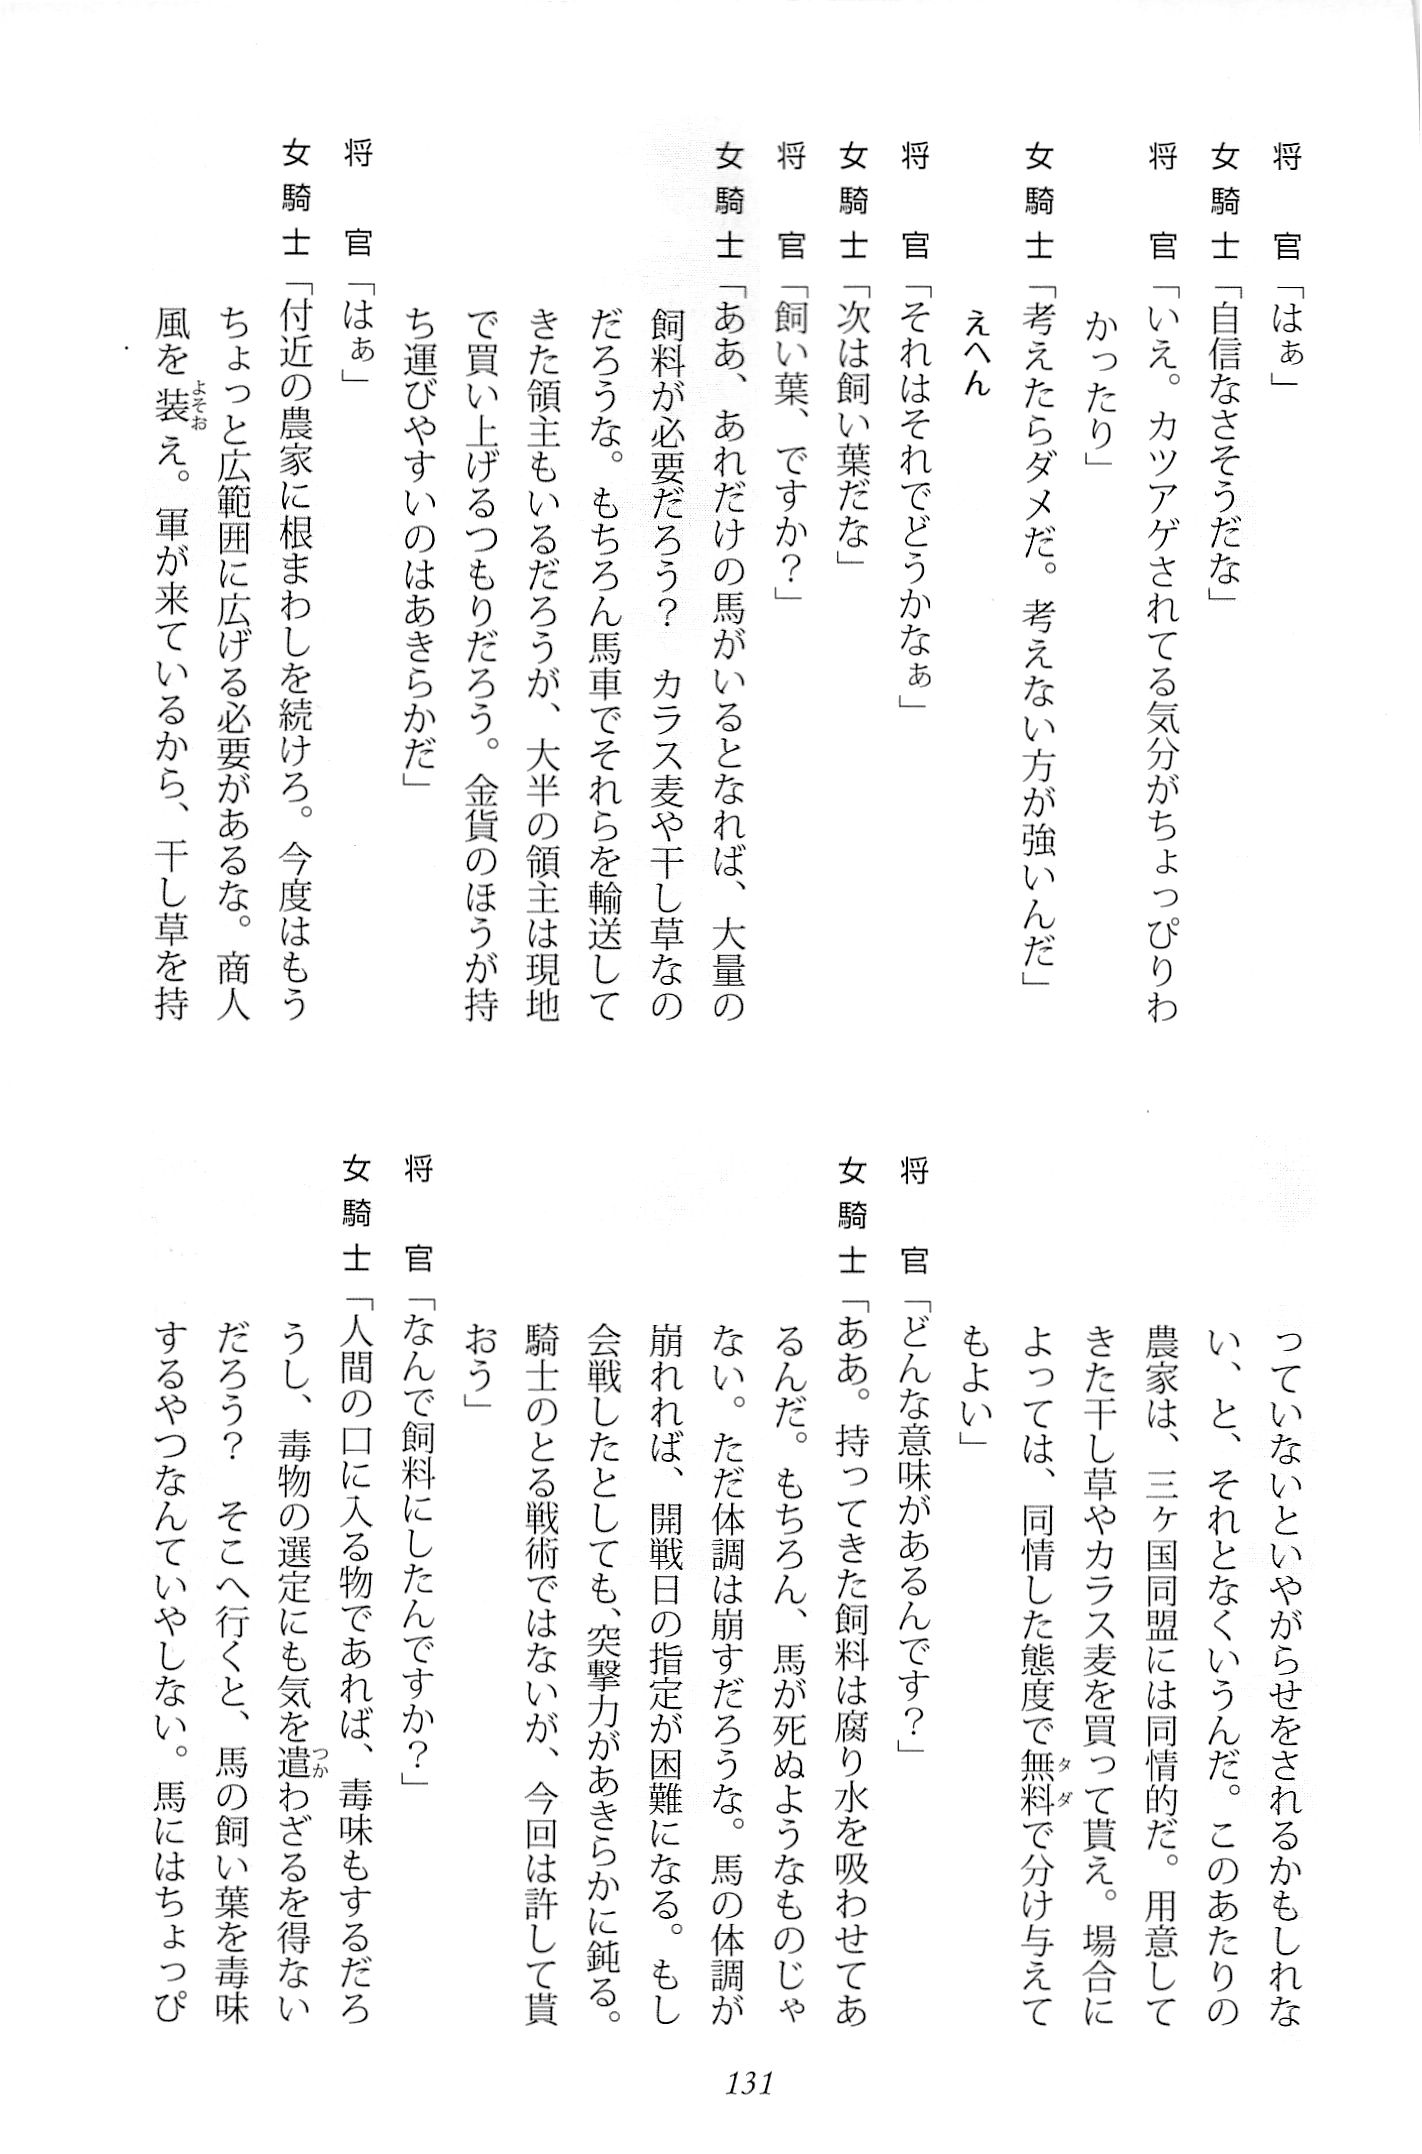 将官「はぁ」
女騎士「自信なさそうだな」
将官「いえ。カツアゲされてる気分がちょっぴりわ
かったり」
女騎士「考えたらダメだ。考えない方が強いんだ」
えへん
将官「それはそれでどうかなぁ」
女騎士「次は飼い葉だな」
将官「飼い葉、ですか？」
女騎士「ああ、あれだけの馬がいるとなれば、大量の
飼料が必要だろう？　カラス麦や干し草なの
だろうな。もちろん馬車でそれらを輸送して
きた領主もいるだろうが、大半の領主は現地
で買い上げるつもりだろう。金貨のほうが持
ち運びやすいのはあきらかだ」
将官「はぁ」
女騎士「付近の農家に根まわしを続けろ。今度はもう
ちょっと広範囲に広げる必要があるな。商人
風を装え。軍が来ているから、干し草を持
っていないといやがらせをされるかもしれな
い、と、それとなくいうんだ。このあたりの
農家は、三ヶ国同盟には同情的だ。用意して
きた干し草やカラス麦を買って貰え。場合に
よっては、同情した態度で無料で分け与えて
もよい」
将官「どんな意味があるんです？」
女騎士「ああ。持ってきた飼料は腐り水を吸わせてあ
るんだ。もちろん、馬が死ぬようなものじゃ
ない。ただ体調は崩すだろうな。馬の体調が
崩れれば、開戦日の指定が困難になる。もし
会戦したとしても、突撃力があきらかに鈍る。
騎士のとる戦術ではないが、今回は許して貰
おう」
将官「なんで飼料にしたんですか？」
女騎士「人間の口に入る物であれば、毒味もするだろ
うし、毒物の選定にも気を遣わざるを得ない
だろう？　そこへ行くと、馬の飼い葉を毒味
するやつなんていやしない。馬にはちょっぴ
131